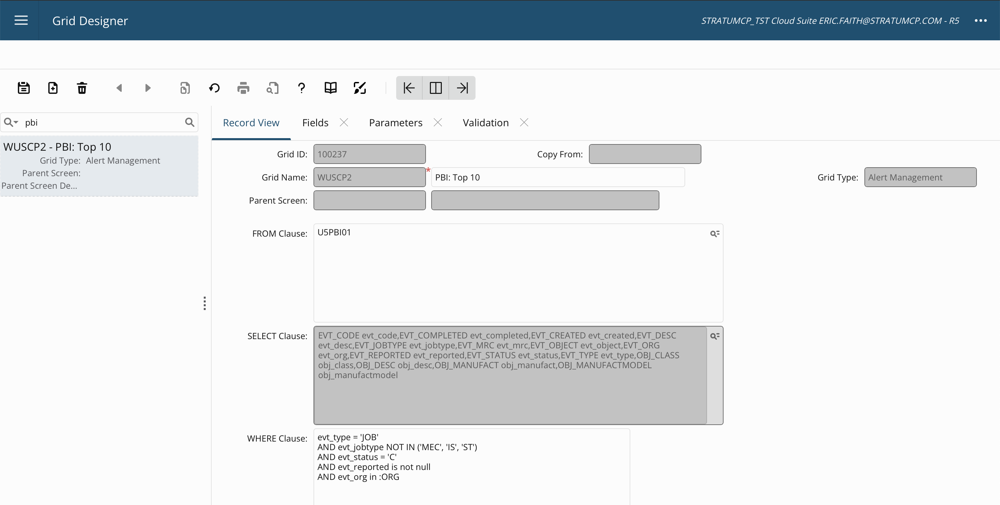 Grid Designer
STRATUMCP_TST Cloud Suite ERIC.FAITH@STRATUMCP.COM - R5
pbi
WUSCP2 - PBI: Top 10
Grid Type: Alert Management
Parent Screen:
Parent Screen De...
Record View
Fields
Parameters
Validation
Grid ID: 100237
Copy From:
Grid Name: WUSCP2 * PBI: Top 10
Grid Type: Alert Management
Parent Screen:
FROM Clause: U5PBI01
SELECT Clause: EVT_CODE evt_code,EVT_COMPLETED evt_completed,EVT_CREATED evt_created,EVT_DESC
evt_desc,EVT_JOBTYPE evt_jobtype,EVT_MRC evt_mrc,EVT_OBJECT evt_object,EVT_ORG
evt_org,EVT_REPORTED evt_reported,EVT_STATUS evt_status,EVT_TYPE evt_type,OBJ_CLASS
obj_class,OBJ_DESC obj_desc,OBJ_MANUFACT obj_manufact,OBJ_MANUFACTMODEL
obj_manufactmodel
WHERE Clause: evt_type = 'JOB'
AND evt_jobtype NOT IN ('MEC', 'IS', 'ST')
AND evt_status = 'C'
AND evt_reported is not null
AND evt_org in :ORG